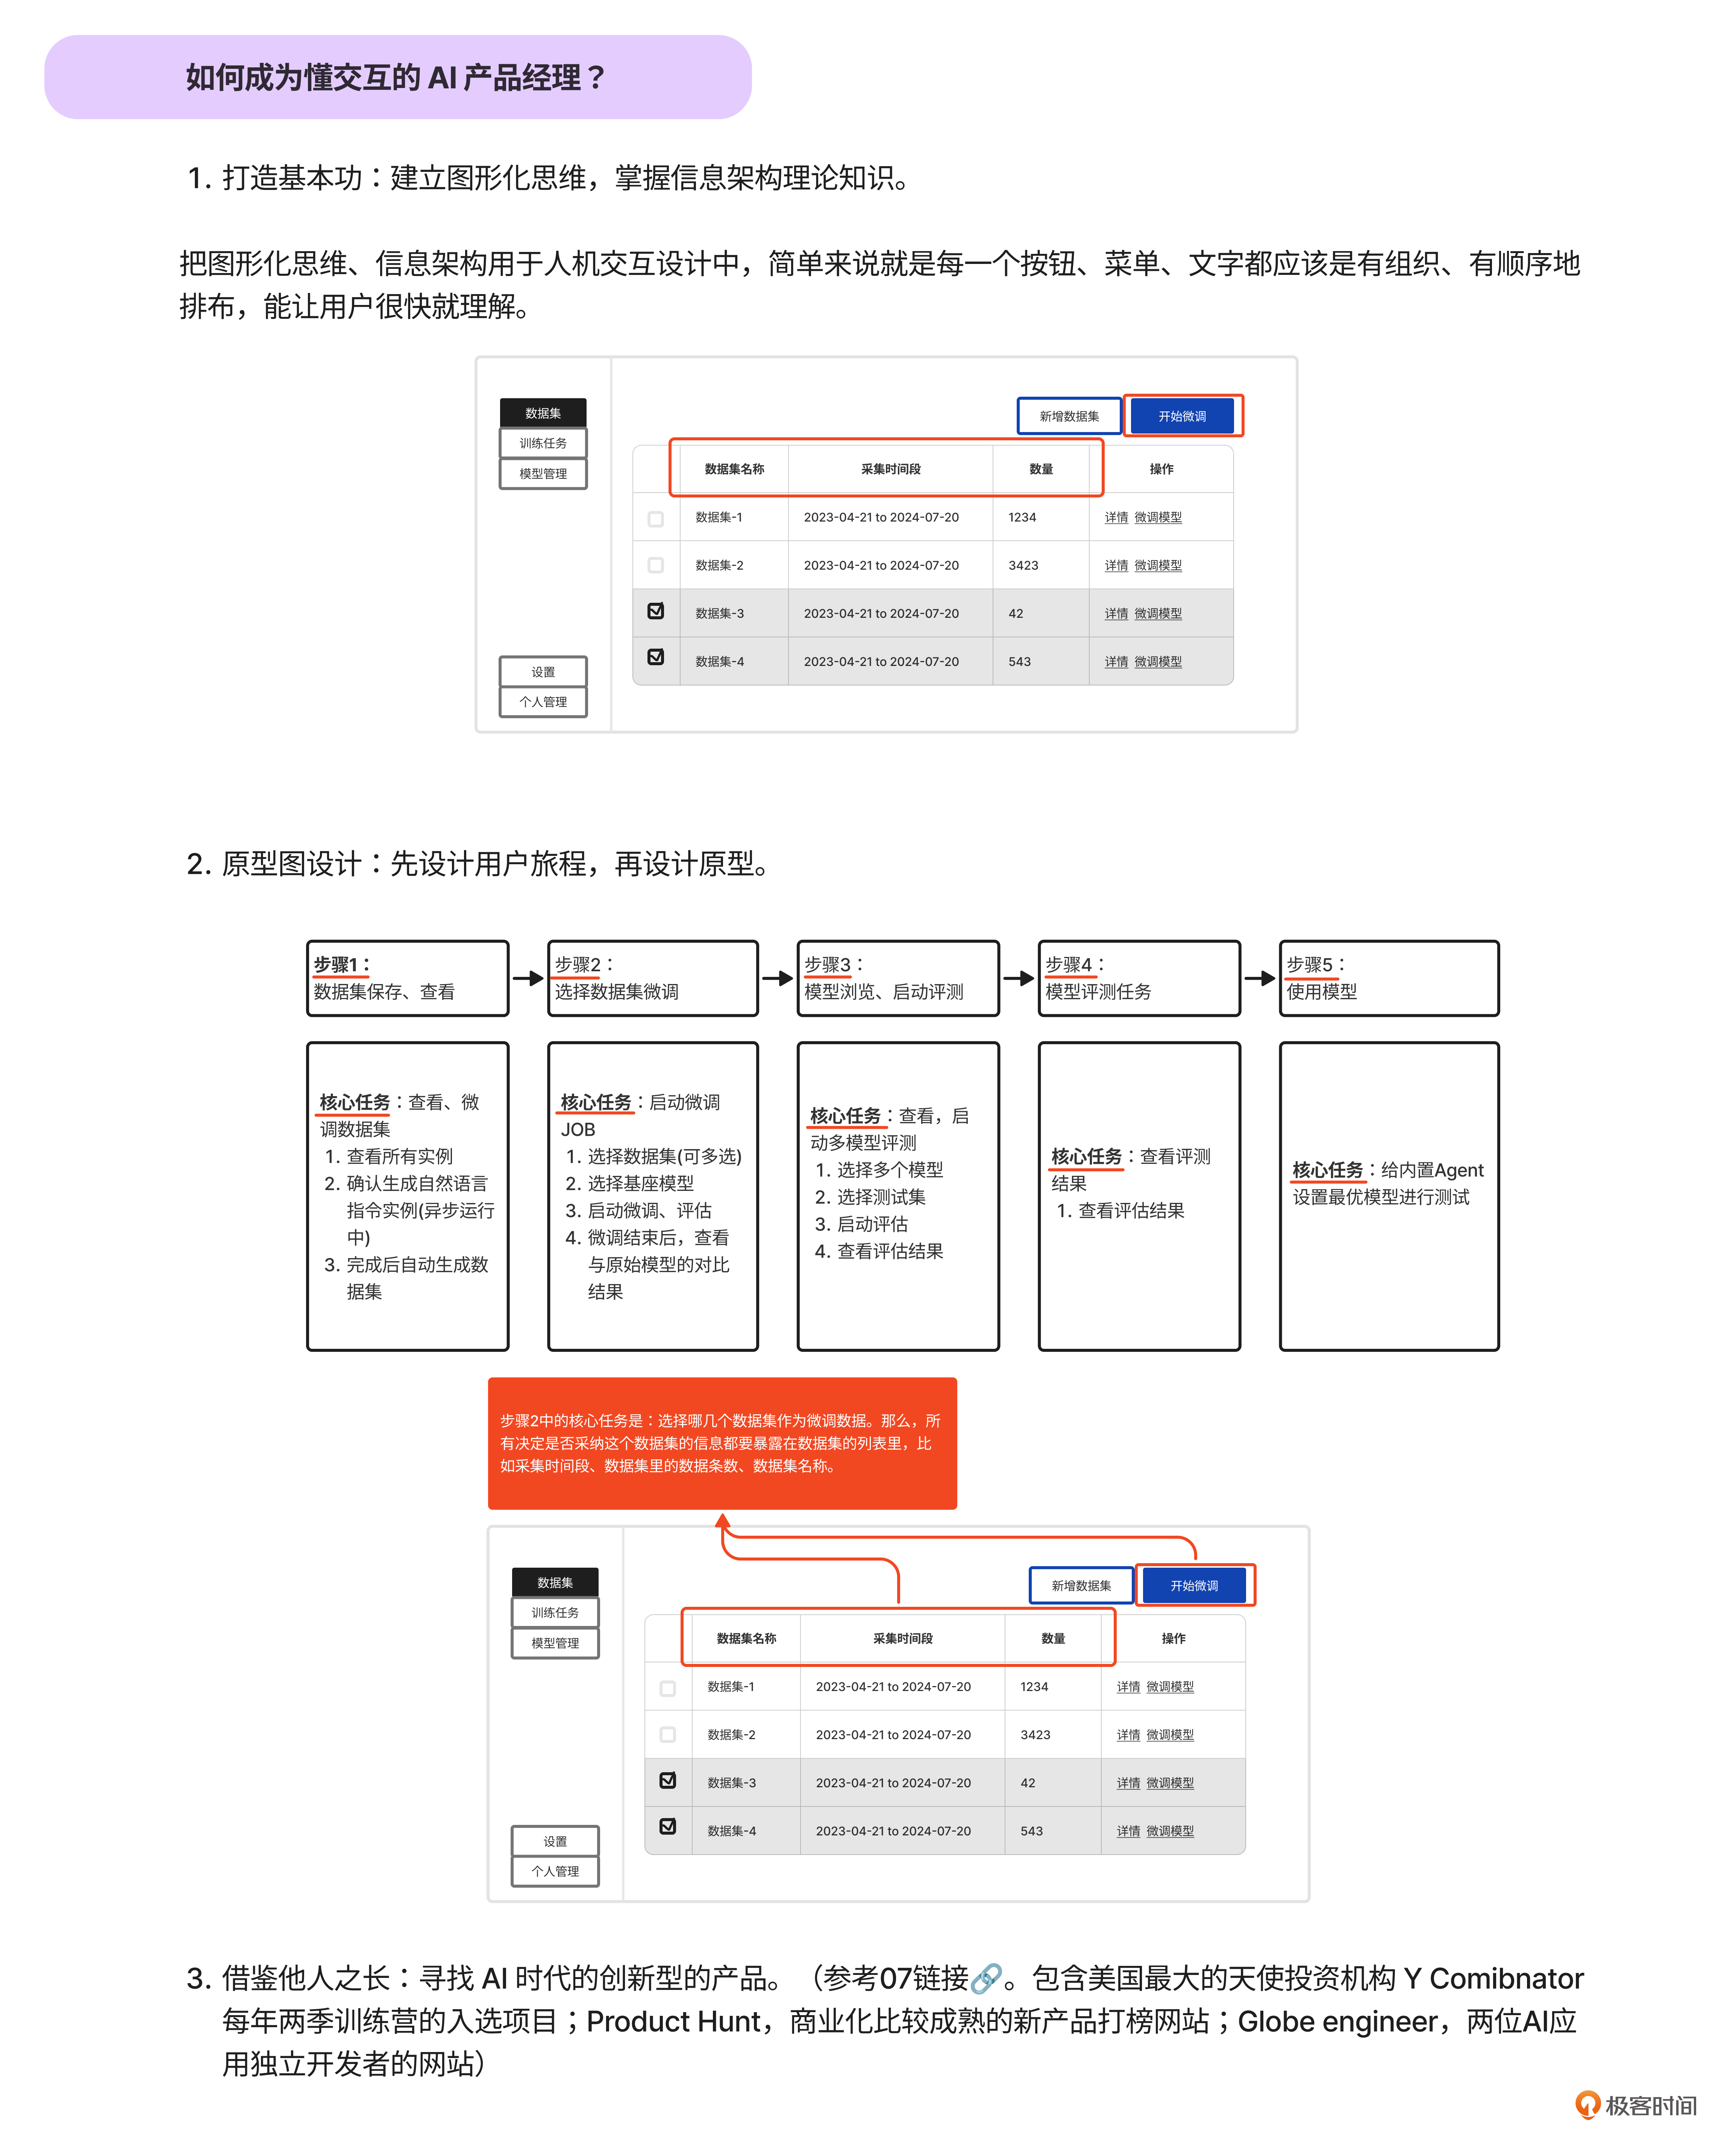 如何成为懂交互的 AI 产品经理？
1. 打造基本功：建立图形化思维，掌握信息架构理论知识。
把图形化思维、信息架构用于人机交互设计中，简单来说就是每一个按钮、菜单、文字都应该是有组织、有顺序地
排布，能让用户很快就理解。
数据集
训练任务
模型管理
设置
个人管理
新增数据集 开始微调
数据集名称 采集时间段 数量 操作
数据集-1 2023-04-21 to 2024-07-20 1234 详情 微调模型
数据集-2 2023-04-21 to 2024-07-20 3423 详情 微调模型
数据集-3 2023-04-21 to 2024-07-20 42 详情 微调模型
数据集-4 2023-04-21 to 2024-07-20 543 详情 微调模型
2. 原型图设计：先设计用户旅程，再设计原型。
步骤1：
数据集保存、查看
步骤2：
选择数据集微调
步骤3：
模型浏览、启动评测
步骤4：
模型评测任务
步骤5：
使用模型
核心任务：查看、微
调数据集
1. 查看所有实例
2. 确认生成自然语言
指令实例(异步运行
中)
3. 完成后自动生成数
据集
核心任务：启动微调
JOB
1. 选择数据集(可多选)
2. 选择基座模型
3. 启动微调、评估
4. 微调结束后，查看
与原始模型的对比
结果
核心任务：查看，启
动多模型评测
1. 选择多个模型
2. 选择测试集
3. 启动评估
4. 查看评估结果
核心任务：查看评测
结果
1. 查看评估结果
核心任务：给内置Agent
设置最优模型进行测试
步骤2中的核心任务是：选择哪几个数据集作为微调数据。那么，所
有决定是否采纳这个数据集的信息都要暴露在数据集的列表里，比
如采集时间段、数据集里的数据条数、数据集名称。
数据集
训练任务
模型管理
设置
个人管理
新增数据集 开始微调
数据集名称 采集时间段 数量 操作
数据集-1 2023-04-21 to 2024-07-20 1234 详情 微调模型
数据集-2 2023-04-21 to 2024-07-20 3423 详情 微调模型
数据集-3 2023-04-21 to 2024-07-20 42 详情 微调模型
数据集-4 2023-04-21 to 2024-07-20 543 详情 微调模型
3. 借鉴他人之长：寻找 AI 时代的创新型的产品。（参考07链接🔗。包含美国最大的天使投资机构 Y Comibnator
每年两季训练营的入选项目；Product Hunt，商业化比较成熟的新产品打榜网站；Globe engineer，两位AI应
用独立开发者的网站）
极客时间